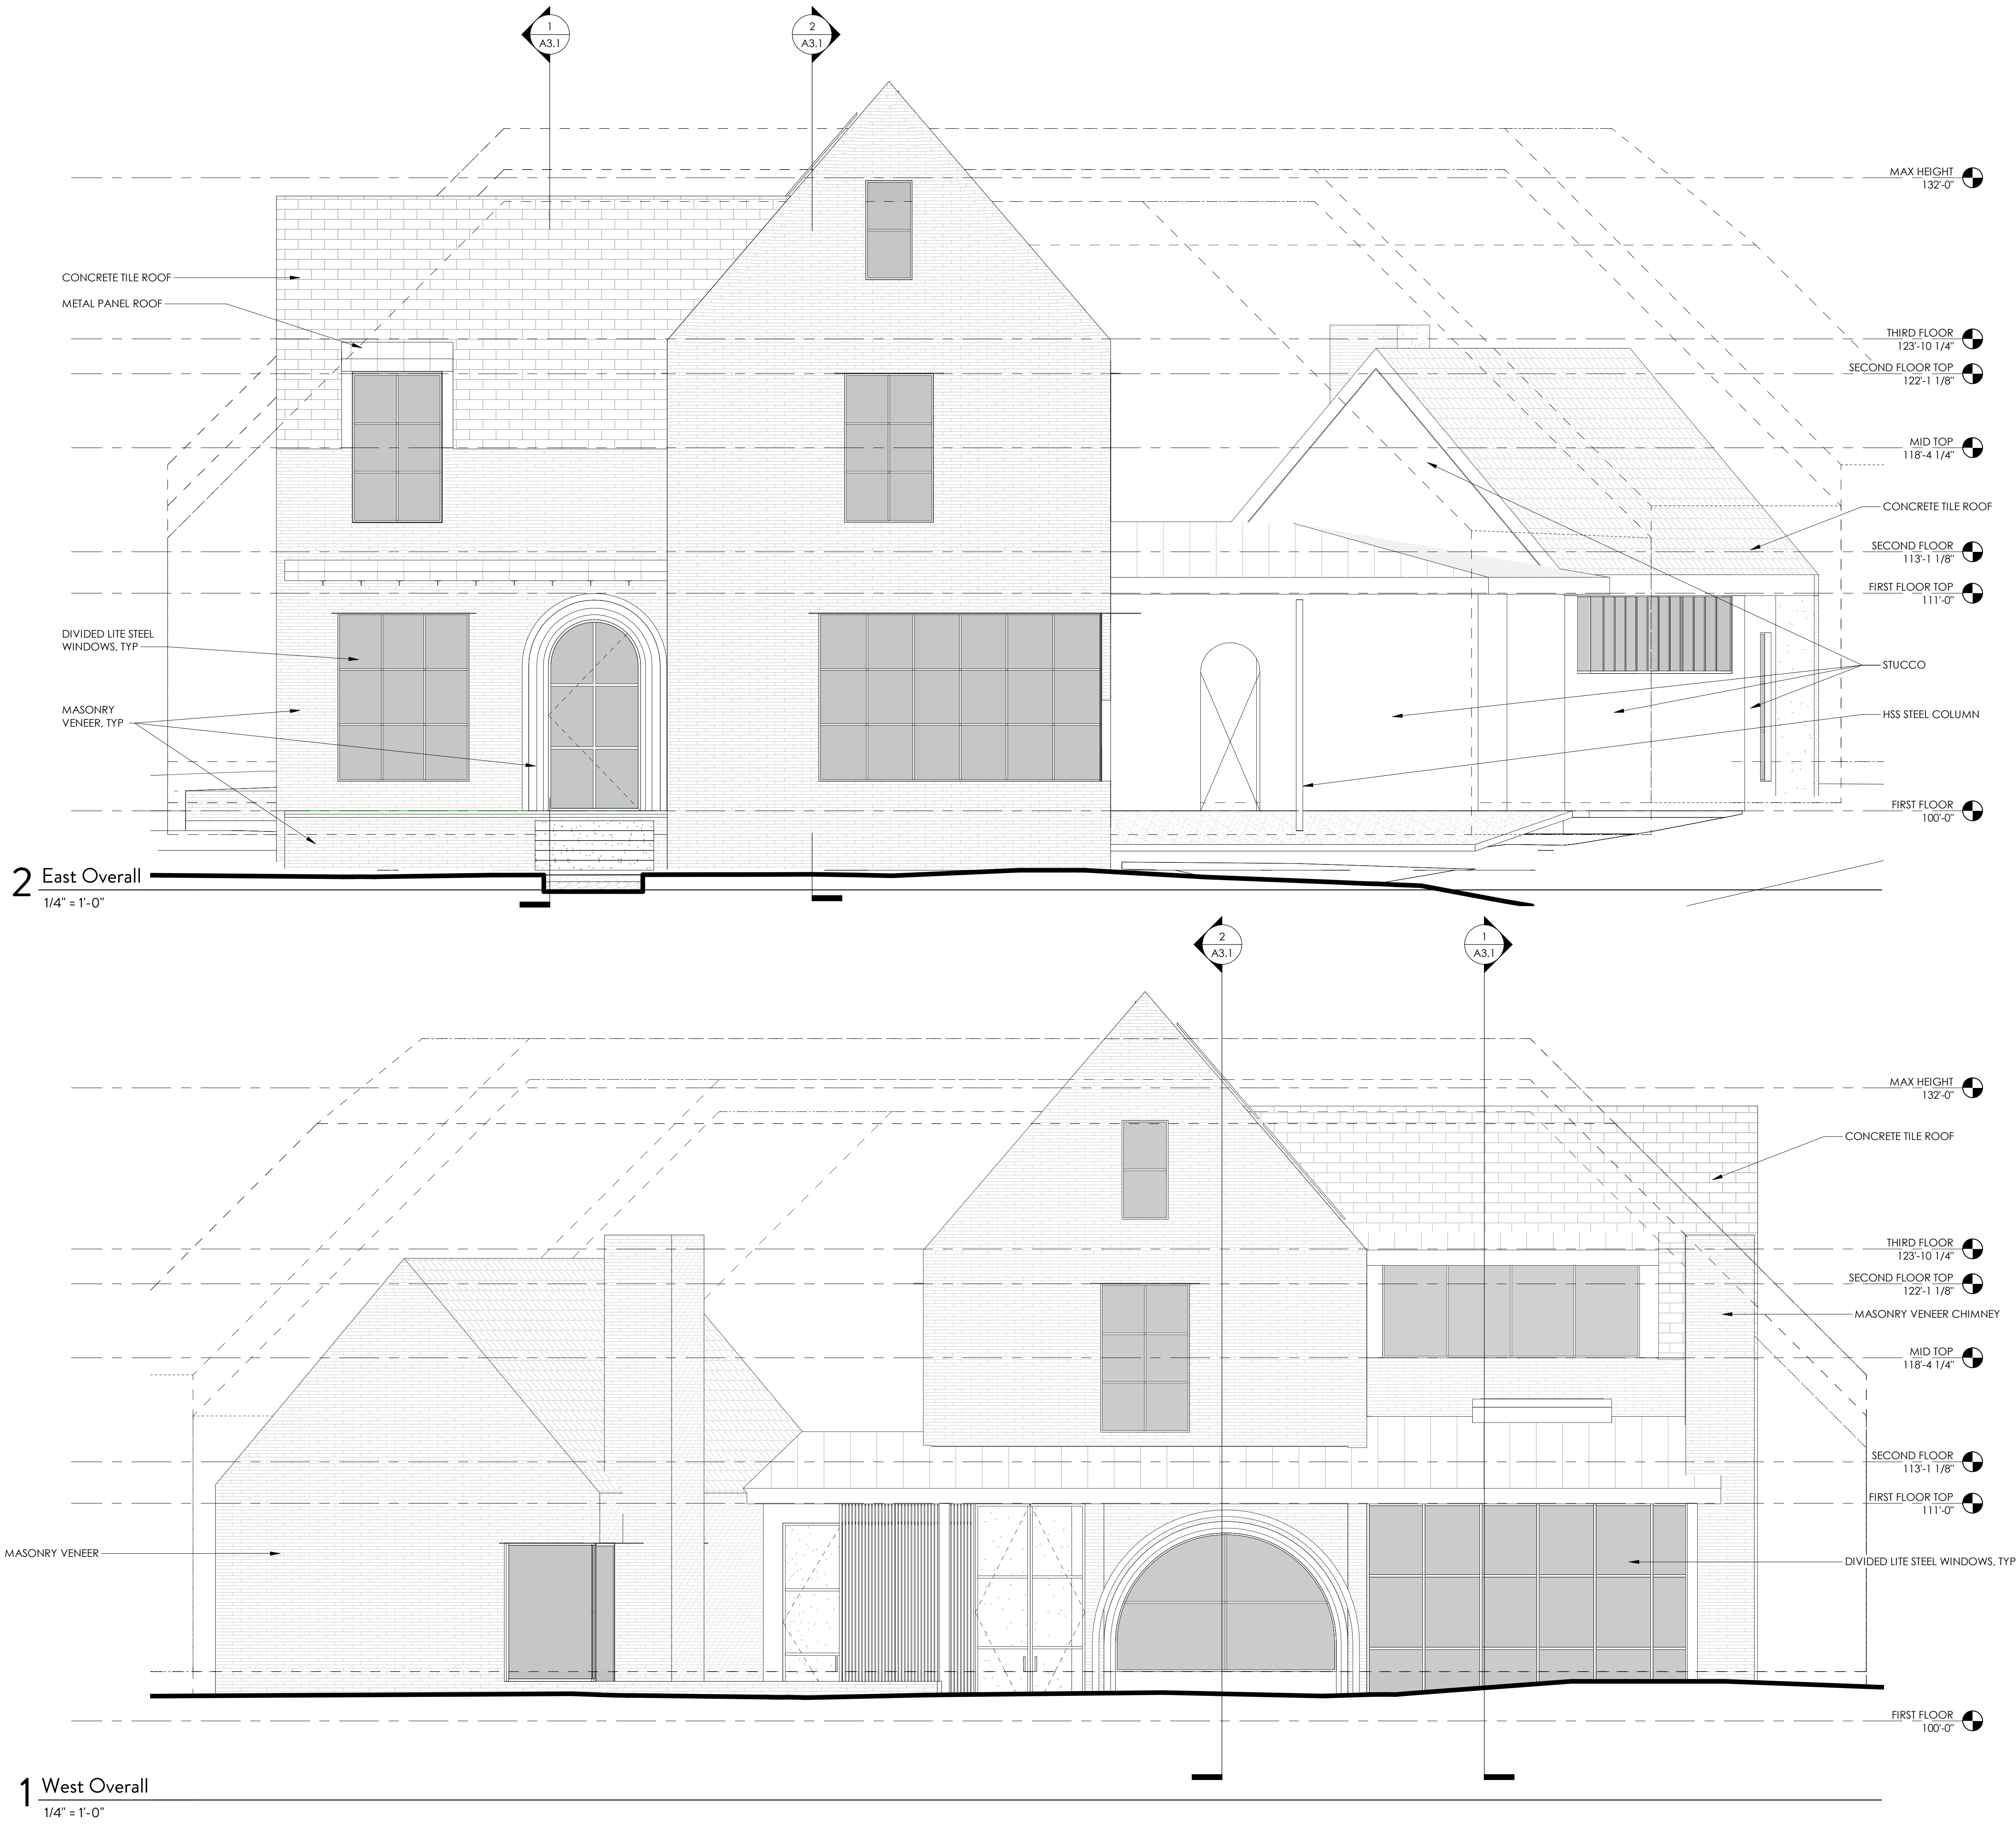 1
A3.1
2
A3.1
MAX HEIGHT
132'-0"
CONCRETE TILE ROOF
METAL PANEL ROOF
THIRD FLOOR
123'-10 1/4"
SECOND FLOOR TOP
122'-1 1/8"
MID TOP
118'-4 1/4"
CONCRETE TILE ROOF
SECOND FLOOR
113'-1 1/8"
FIRST FLOOR TOP
111'-0"
DIVIDED LITE STEEL
WINDOWS, TYP
STUCCO
MASONRY
VENEER, TYP
HSS STEEL COLUMN
FIRST FLOOR
100'-0"
2 East Overall
1/4" = 1'-0"
2
A3.1
1
A3.1
MAX HEIGHT
132'-0"
CONCRETE TILE ROOF
THIRD FLOOR
123'-10 1/4"
SECOND FLOOR TOP
122'-1 1/8"
MASONRY VENEER CHIMNEY
MID TOP
118'-4 1/4"
SECOND FLOOR
113'-1 1/8"
FIRST FLOOR TOP
111'-0"
MASONRY VENEER
DIVIDED LITE STEEL WINDOWS, TYP
FIRST FLOOR
100'-0"
1 West Overall
1/4" = 1'-0"